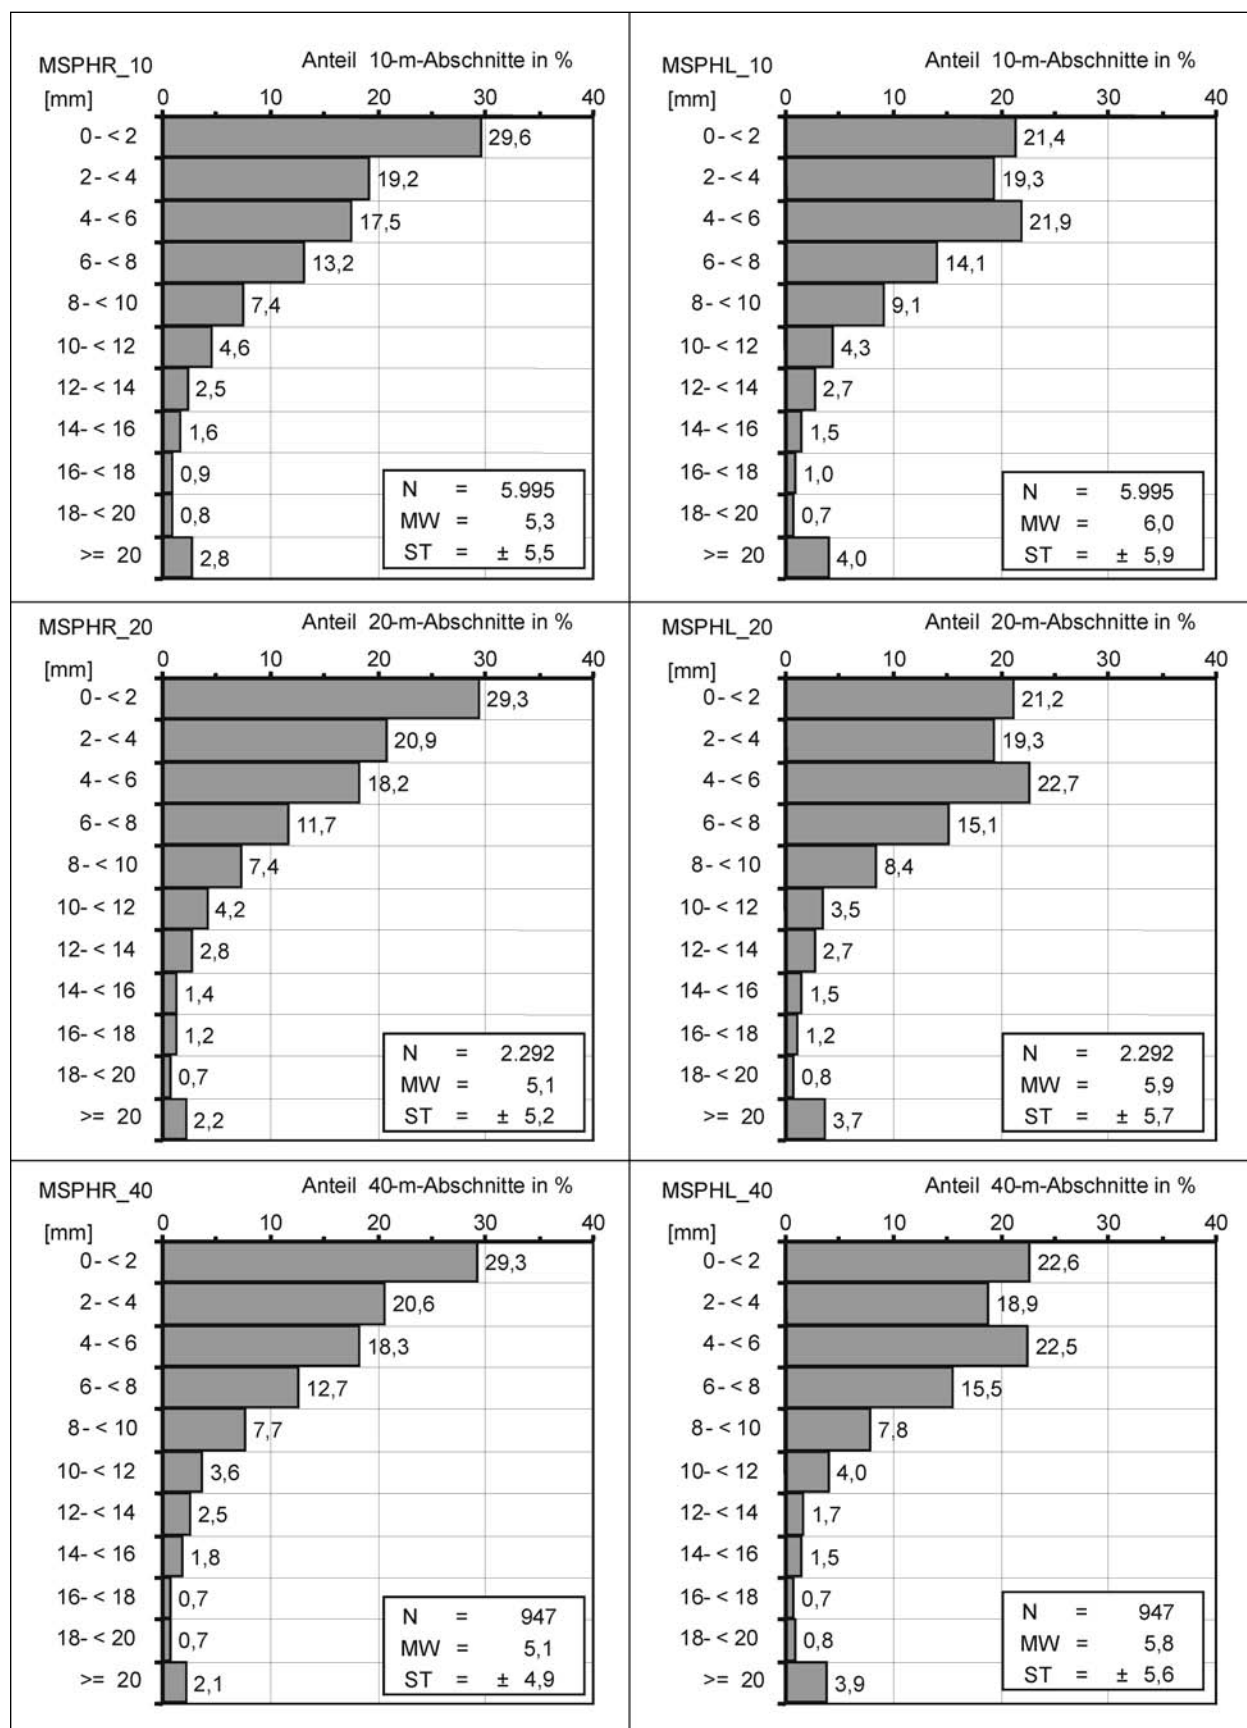 MSPHR_10 Anteil 10-m-Abschnitte in %
[mm] 0 10 20 30 40
0- < 2 29,6
2- < 4 19,2
4- < 6 17,5
6- < 8 13,2
8- < 10 7,4
10- < 12 4,6
12- < 14 2,5
14- < 16 1,6
16- < 18 0,9
18- < 20 0,8
>= 20 2,8
N = 5.995
MW = 5,3
ST = ± 5,5
MSPHL_10 Anteil 10-m-Abschnitte in %
[mm] 0 10 20 30 40
0- < 2 21,4
2- < 4 19,3
4- < 6 21,9
6- < 8 14,1
8- < 10 9,1
10- < 12 4,3
12- < 14 2,7
14- < 16 1,5
16- < 18 1,0
18- < 20 0,7
>= 20 4,0
N = 5.995
MW = 6,0
ST = ± 5,9
MSPHR_20 Anteil 20-m-Abschnitte in %
[mm] 0 10 20 30 40
0- < 2 29,3
2- < 4 20,9
4- < 6 18,2
6- < 8 11,7
8- < 10 7,4
10- < 12 4,2
12- < 14 2,8
14- < 16 1,4
16- < 18 1,2
18- < 20 0,7
>= 20 2,2
N = 2.292
MW = 5,1
ST = ± 5,2
MSPHL_20 Anteil 20-m-Abschnitte in %
[mm] 0 10 20 30 40
0- < 2 21,2
2- < 4 19,3
4- < 6 22,7
6- < 8 15,1
8- < 10 8,4
10- < 12 3,5
12- < 14 2,7
14- < 16 1,5
16- < 18 1,2
18- < 20 0,8
>= 20 3,7
N = 2.292
MW = 5,9
ST = ± 5,7
MSPHR_40 Anteil 40-m-Abschnitte in %
[mm] 0 10 20 30 40
0- < 2 29,3
2- < 4 20,6
4- < 6 18,3
6- < 8 12,7
8- < 10 7,7
10- < 12 3,6
12- < 14 2,5
14- < 16 1,8
16- < 18 0,7
18- < 20 0,7
>= 20 2,1
N = 947
MW = 5,1
ST = ± 4,9
MSPHL_40 Anteil 40-m-Abschnitte in %
[mm] 0 10 20 30 40
0- < 2 22,6
2- < 4 18,9
4- < 6 22,5
6- < 8 15,5
8- < 10 7,8
10- < 12 4,0
12- < 14 1,7
14- < 16 1,5
16- < 18 0,7
18- < 20 0,8
>= 20 3,9
N = 947
MW = 5,8
ST = ± 5,6